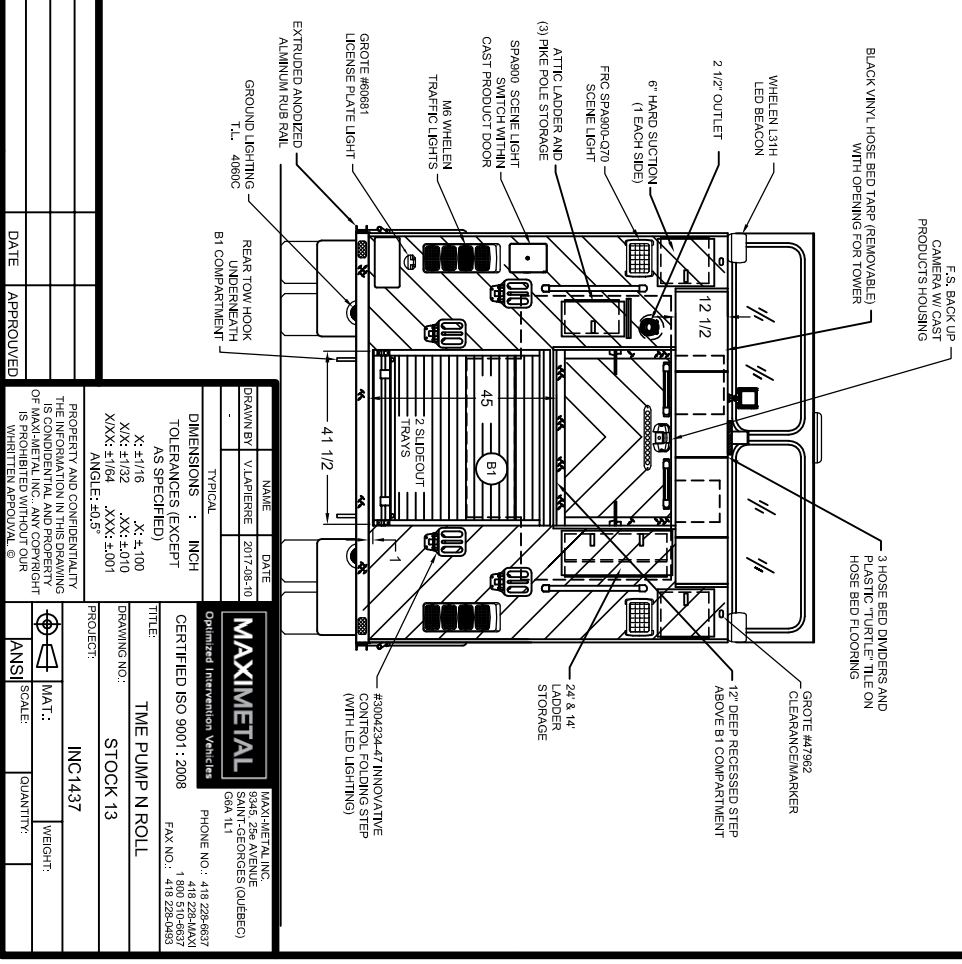 F.S. BACK UP
CAMERA W/ CAST
PRODUCTS HOUSING
BLACK VINYL HOSE BED TARP (REMOVABLE)
WITH OPENING FOR TOWER
WHELEN L31H
LED BEACON
2 1/2" OUTLET
6" HARD SUCTION
(1 EACH SIDE)
FRC SPA900-Q70
SCENE LIGHT
ATTIC LADDER AND
(3) PIKE POLE STORAGE
SPA900 SCENE LIGHT
SWITCH WITHIN
CAST PRODUCT DOOR
M6 WHELEN
TRAFFIC LIGHTS
GROTE #60681
LICENSE PLATE LIGHT
EXTRUDED ANODIZED
ALMINUM RUB RAIL
GROUND LIGHTING
T.L. 4060C
REAR TOW HOOK
UNDERNEATH
B1 COMPARTMENT
12 1/2
45
B1
2 SLIDEOUT
TRAYS
41 1/2
1
3 HOSE BED DIVIDERS AND
PLASTIC "TURTLE" TILE ON
HOSE BED FLOORING
GROTE #47962
CLEARANCE/MARKER
12" DEEP RECESSED STEP
ABOVE B1 COMPARTMENT
24' & 14'
LADDER
STORAGE
#3004234-47 INNOVATIVE
CONTROL FOLDING STEP
(WITH LED LIGHTING)
DATE
APPROUVED
NAME
DATE
DRAWN BY
V.LAPIERRE
2017-08-10
-
TYPICAL
DIMENSIONS : INCH
TOLERANCES (EXCEPT
AS SPECIFIED)
X: ±1/16 .X: ±.100
X/X: ±1/32 .XX: ±.010
X/XX: ±1/64 .XXX: ±.001
ANGLE: ±0,5°
PROPERTY AND CONFIDENTIALITY
THE INFORMATION IN THIS DRAWING
IS CONDIDENTIAL AND PROPERTY
OF MAXI-METAL INC.. ANY COPYRIGHT
IS PROHIBITED WITHOUT OUR
WHRITTEN APPOUVAL. ©
MAXIMETAL
Optimized Intervention Vehicles
MAXI-METAL INC.
9345, 25e AVENUE
SAINT-GEORGES (QUÉBEC)
G6A 1L1
PHONE NO.: 418 228-6637
418 228-MAXI
1 800 510-6637
FAX NO.: 418 228-0493
CERTIFIED ISO 9001 : 2008
TITLE:
TME PUMP N ROLL
DRAWING NO.:
STOCK 13
PROJECT:
INC1437
MAT.:
WEIGHT:
ANSI
SCALE:
QUANTITY: